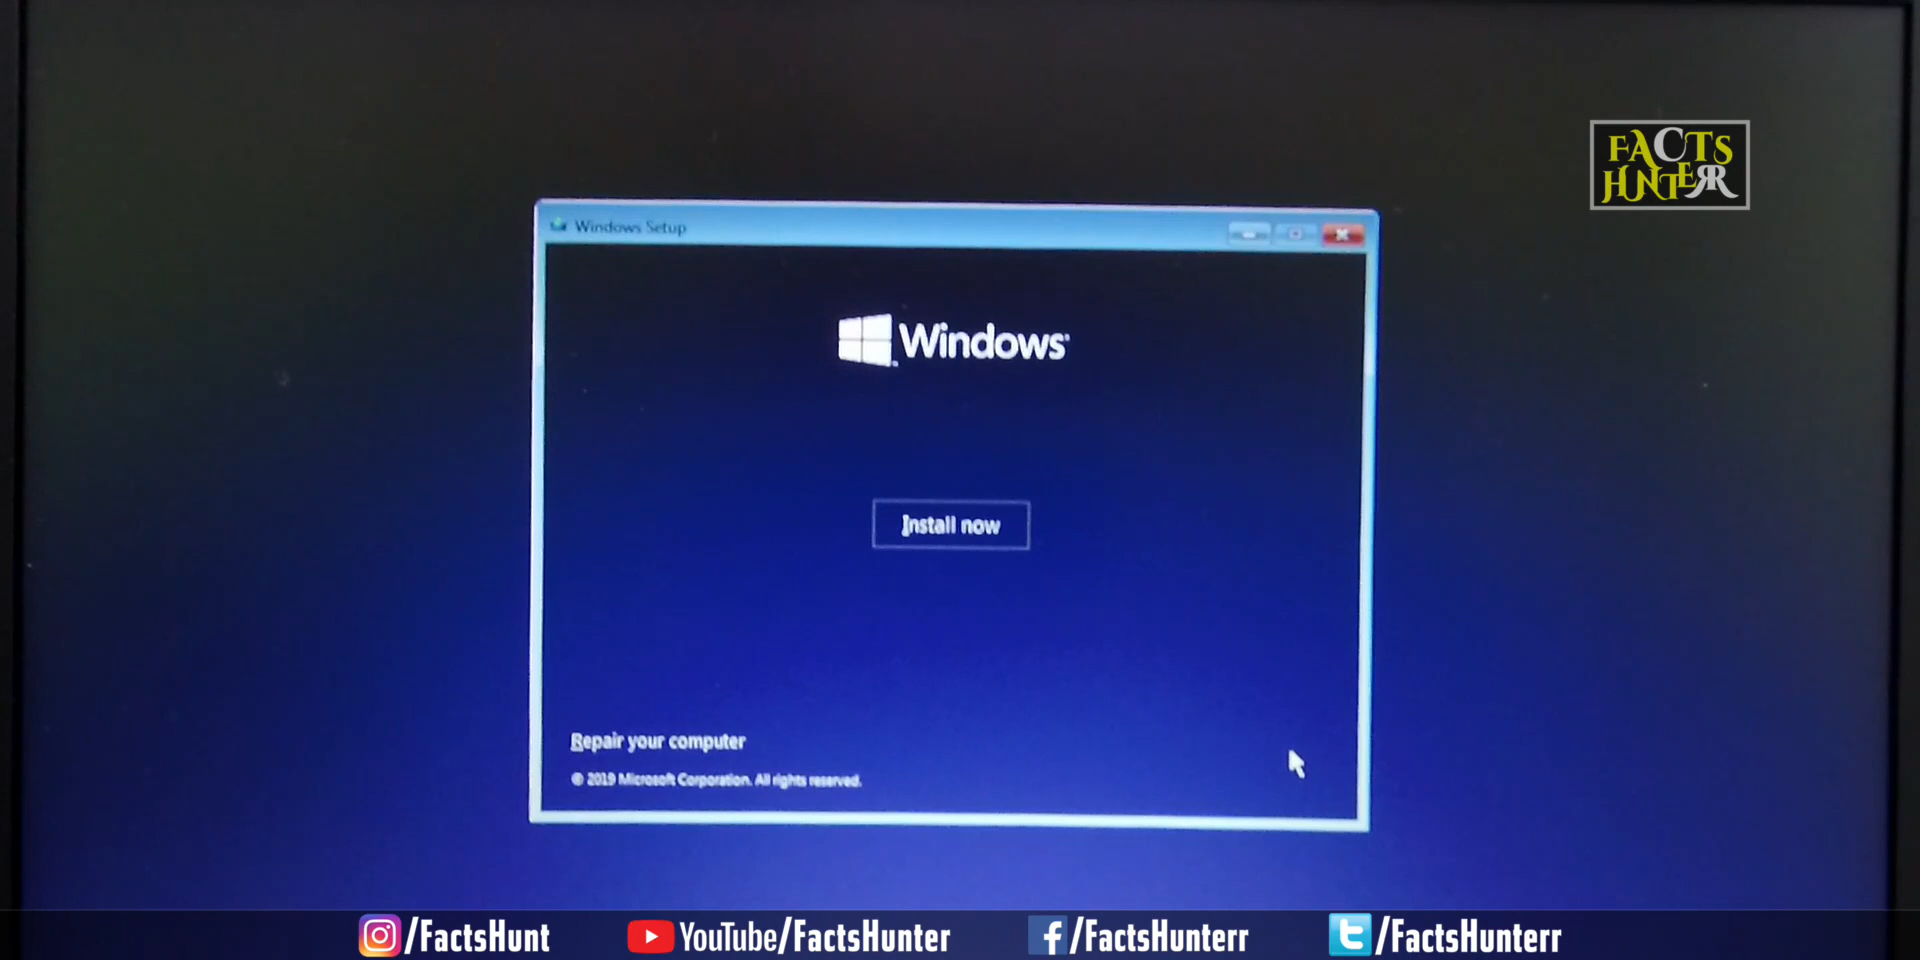 FACTS
HUNTERR
Windows Setup
Windows
Install now
Repair your computer
© 2019 Microsoft Corporation. All rights reserved.
/FactsHunt
YouTube/FactsHunter
/FactsHunterr
/FactsHunterr